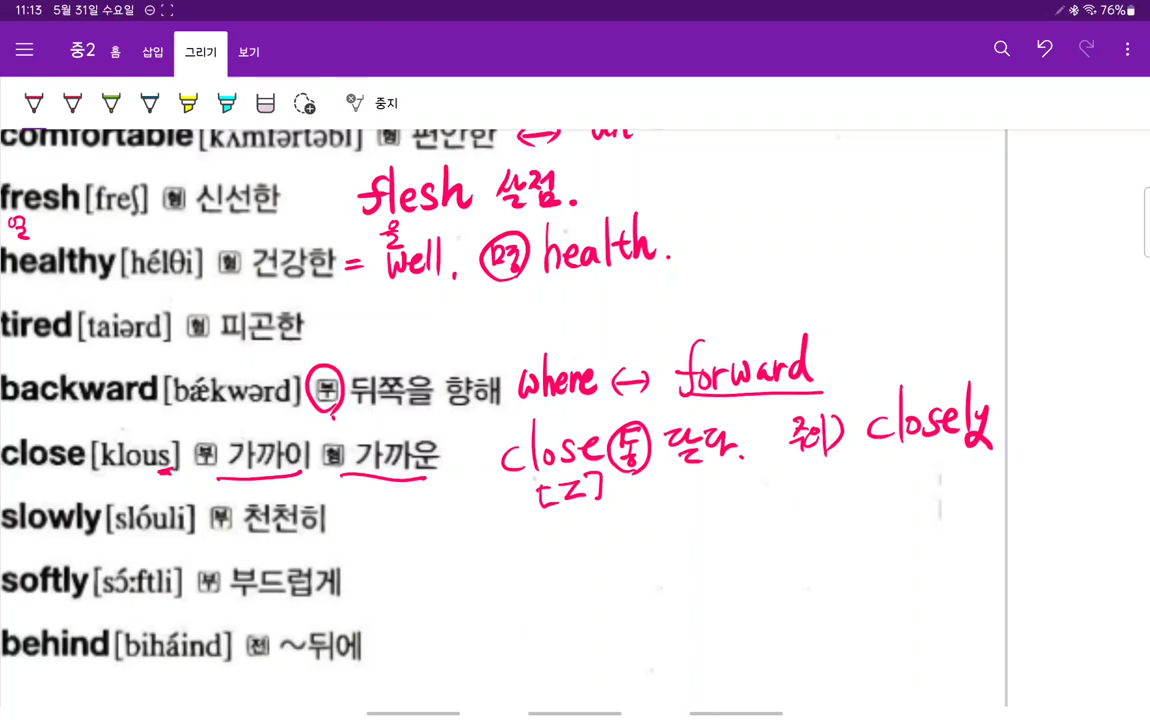 11:13 5월 31일 수요일 76%
중2 홈 삽입 그리기 보기
중지
comfortable[kʌmfərtəbl] 형 편안한 ↔ un
fresh[freʃ] 형 신선한 flesh 살점.
얼 올
healthy[hélθi] 형 건강한 = well. 명 health.
tired[taiərd] 형 피곤한
backward[bǽkwərd] 부 뒤쪽을 향해 where ↔ forward
close[klous] 부 가까이 형 가까운 close 동 닫다. 주의) closely
[z]
slowly[slóuli] 부 천천히
softly[sɔ́ːftli] 부 부드럽게
behind[biháind] 전 ～뒤에